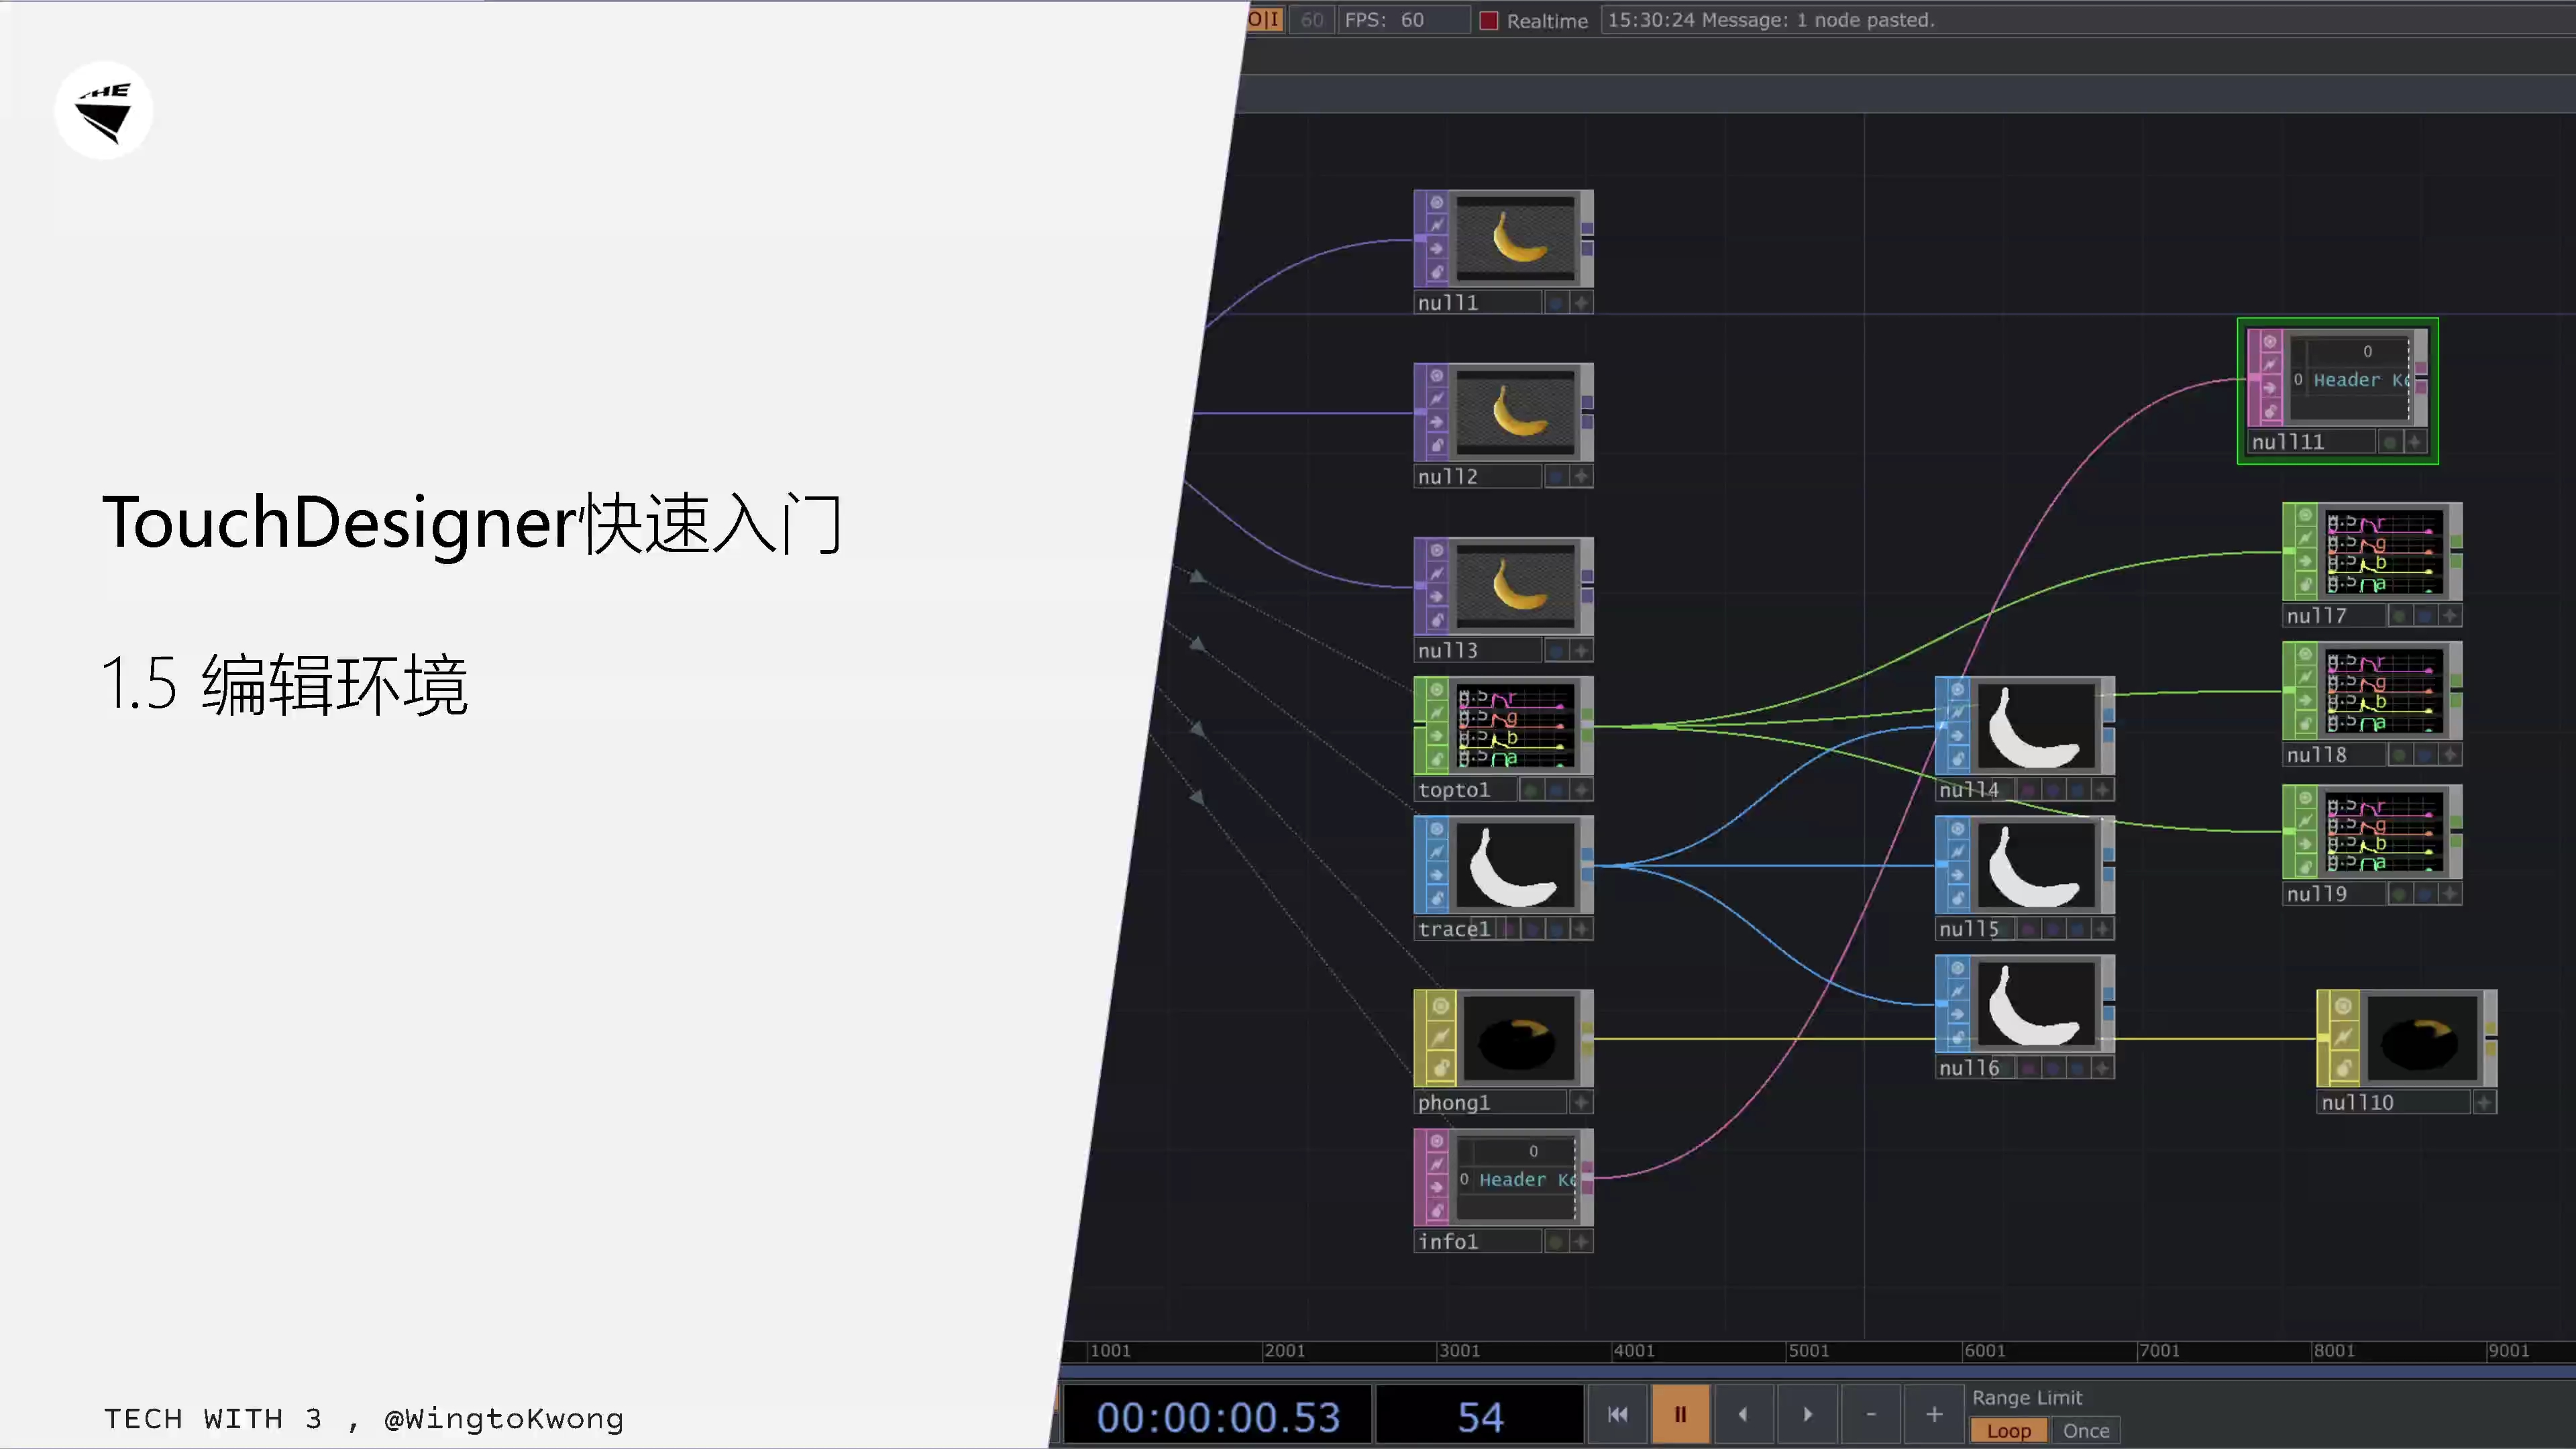 O|I 60 FPS: 60 Realtime 15:30:24 Message: 1 node pasted.
HE
TouchDesigner快速入门
1.5 编辑环境
TECH WITH 3 , @WingtoKwong
null1
null2
null3
topto1
trace1
phong1
0
0 Header
info1
null4
null5
null6
0
0 Header
null11
null7
null8
null9
null10
r
g
b
a
r
g
b
a
r
g
b
a
r
g
b
a
1001 2001 3001 4001 5001 6001 7001 8001 9001
00:00:00.53 54 - +
Range Limit
Loop Once